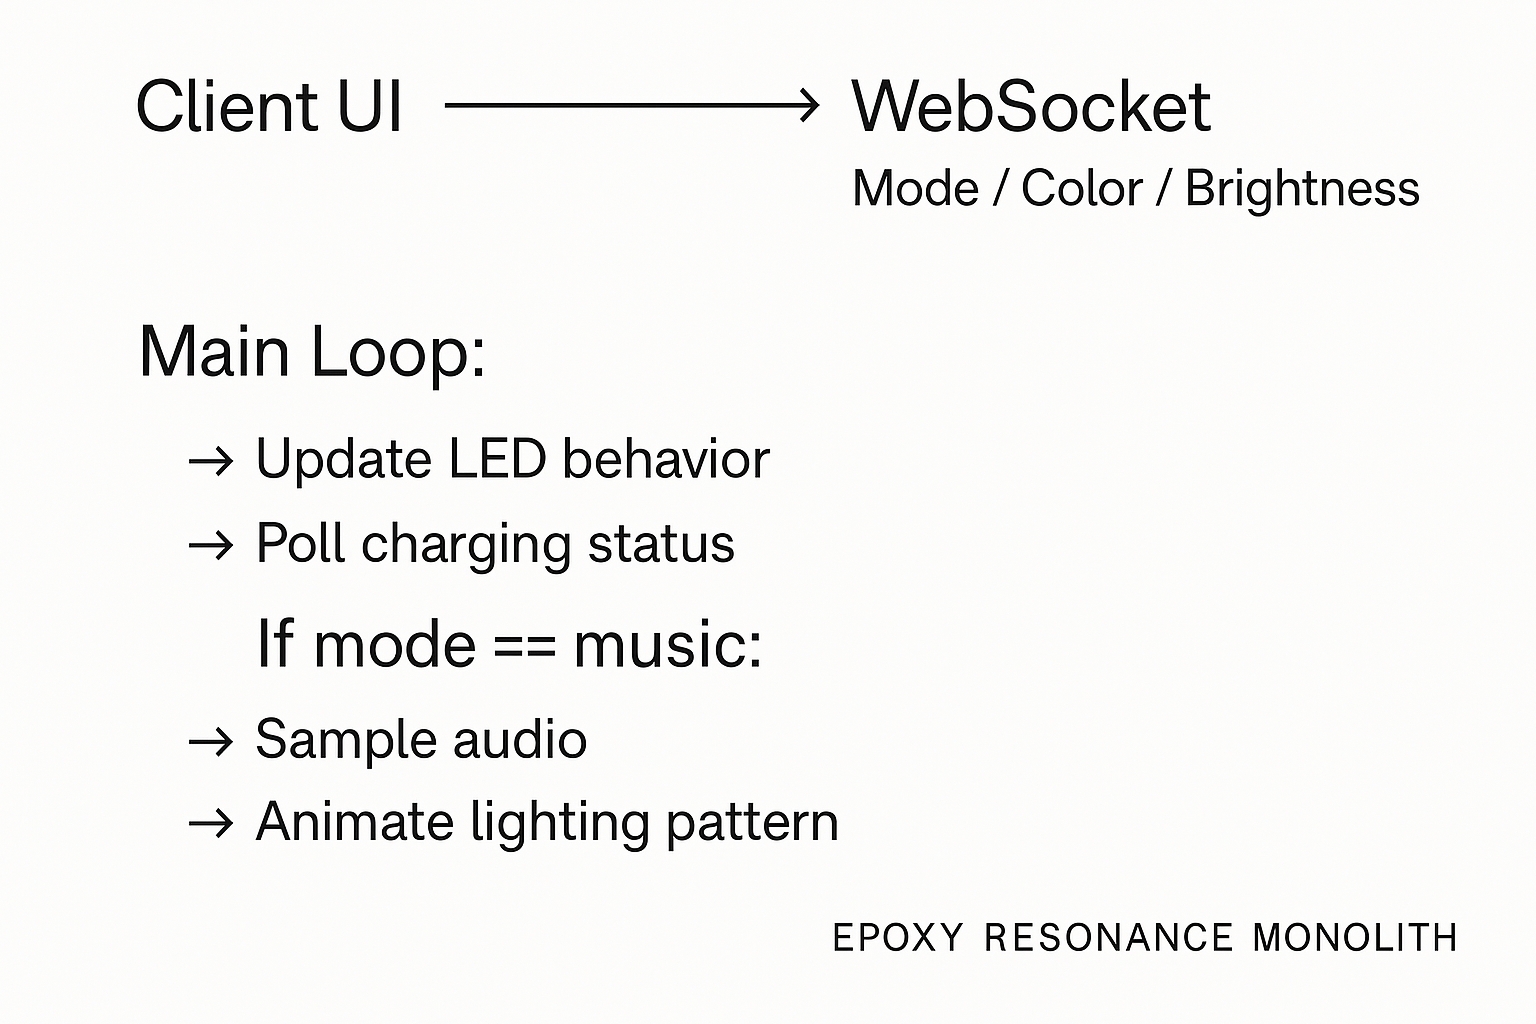 Client UI → WebSocket
Mode / Color / Brightness
Main Loop:
→ Update LED behavior
→ Poll charging status
If mode == music:
→ Sample audio
→ Animate lighting pattern
EPOXY RESONANCE MONOLITH